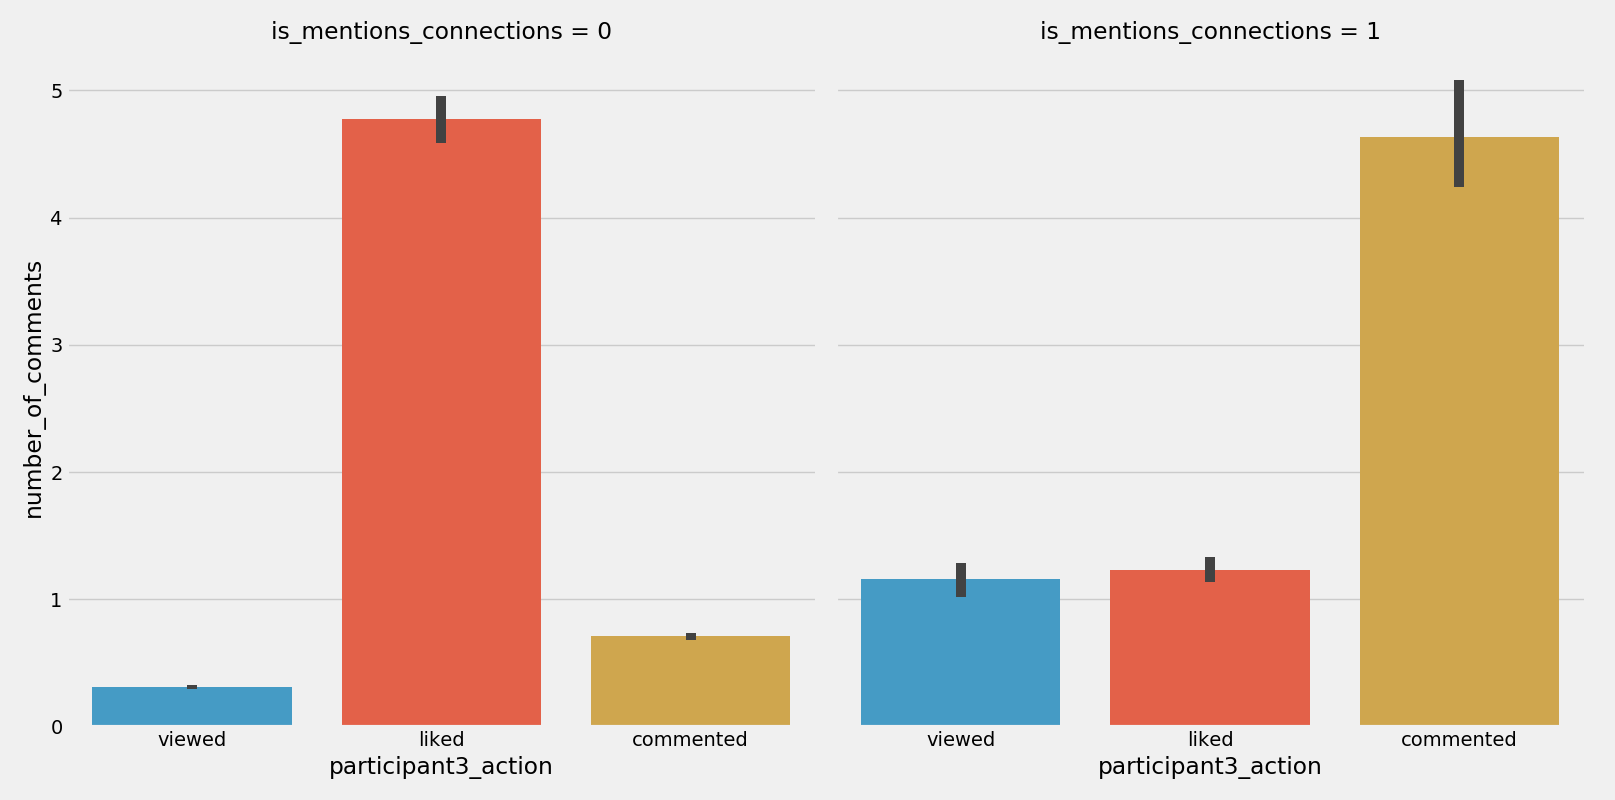 is_mentions_connections = 0
is_mentions_connections = 1
number_of_comments
5
4
3
2
1
0
viewed
liked
commented
viewed
liked
commented
participant3_action
participant3_action